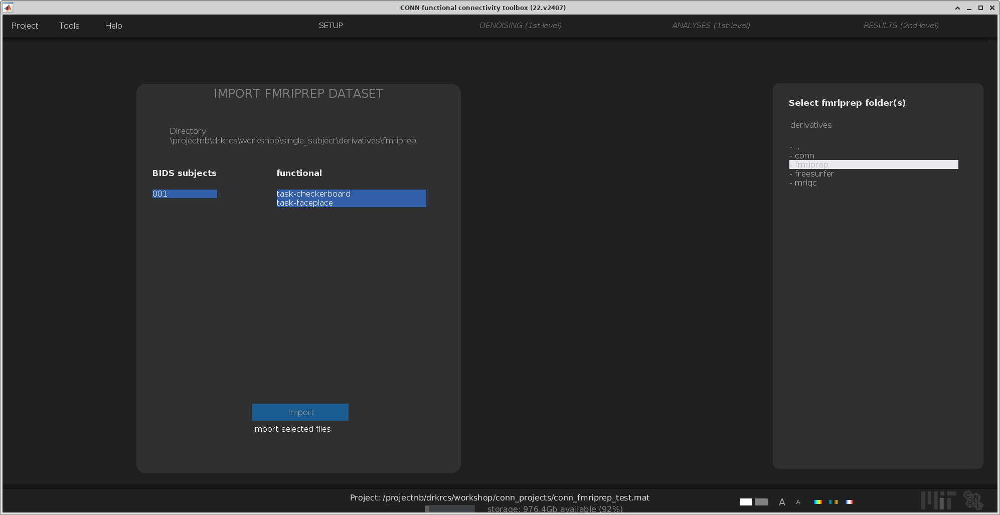 CONN functional connectivity toolbox (22.v2407)
Project Tools Help SETUP DENOISING (1st-level) ANALYSES (1st-level) RESULTS (2nd-level)
IMPORT FMRIPREP DATASET
Directory
\projectnb\drkrcs\workshop\single_subject\derivatives\fmriprep
BIDS subjects
001
functional
task-checkerboard
task-faceplace
Import
import selected files
Select fmriprep folder(s)
derivatives
- ..
- conn
- fmriprep
- freesurfer
- mriqc
Project: /projectnb/drkrcs/workshop/conn_projects/conn_fmriprep_test.mat
storage: 976.4Gb available (92%)
A A
CNRL